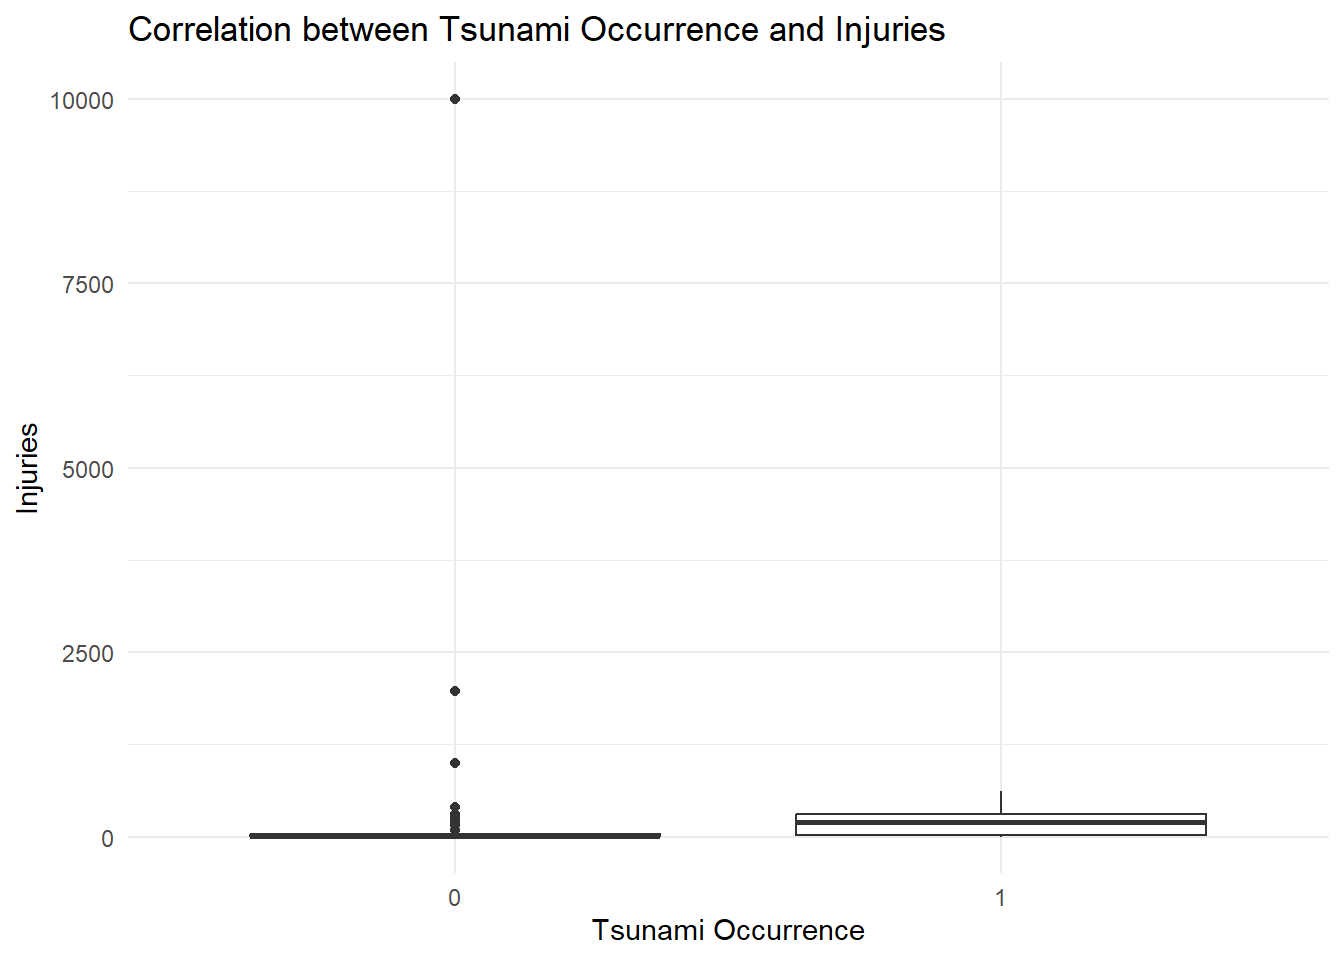 Correlation between Tsunami Occurrence and Injuries
10000
7500
5000
2500
0
Injuries
0 1
Tsunami Occurrence